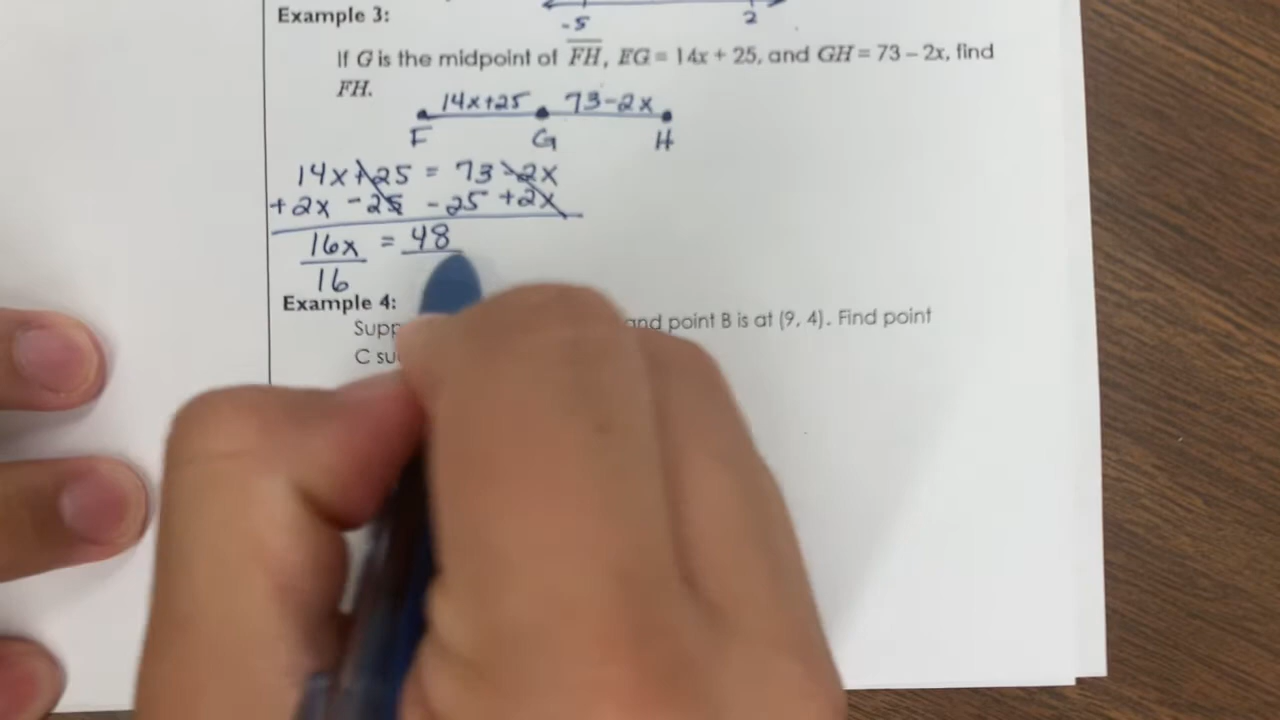 Example 3:
-5 2
If G is the midpoint of FH, EG = 14x + 25, and GH = 73 – 2x, find
FH.
14x+25 73-2x
F G H
14x+25 = 73-2x
+2x -25 -25 +2x
16x = 48
16
Example 4:
Supp and point B is at (9, 4). Find point
C su